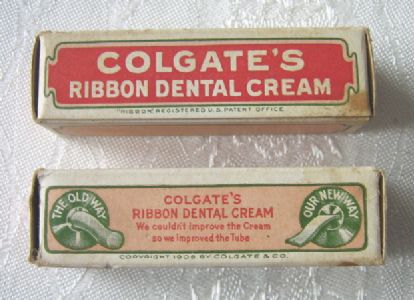 COLGATE'S
RIBBON DENTAL CREAM
"RIBBON" REGISTERED U.S. PATENT OFFICE
THE OLD WAY
COLGATE'S
RIBBON DENTAL CREAM
We couldn't improve the Cream
so we improved the Tube
OUR NEW WAY
COPYRIGHT 1908 BY COLGATE & CO.